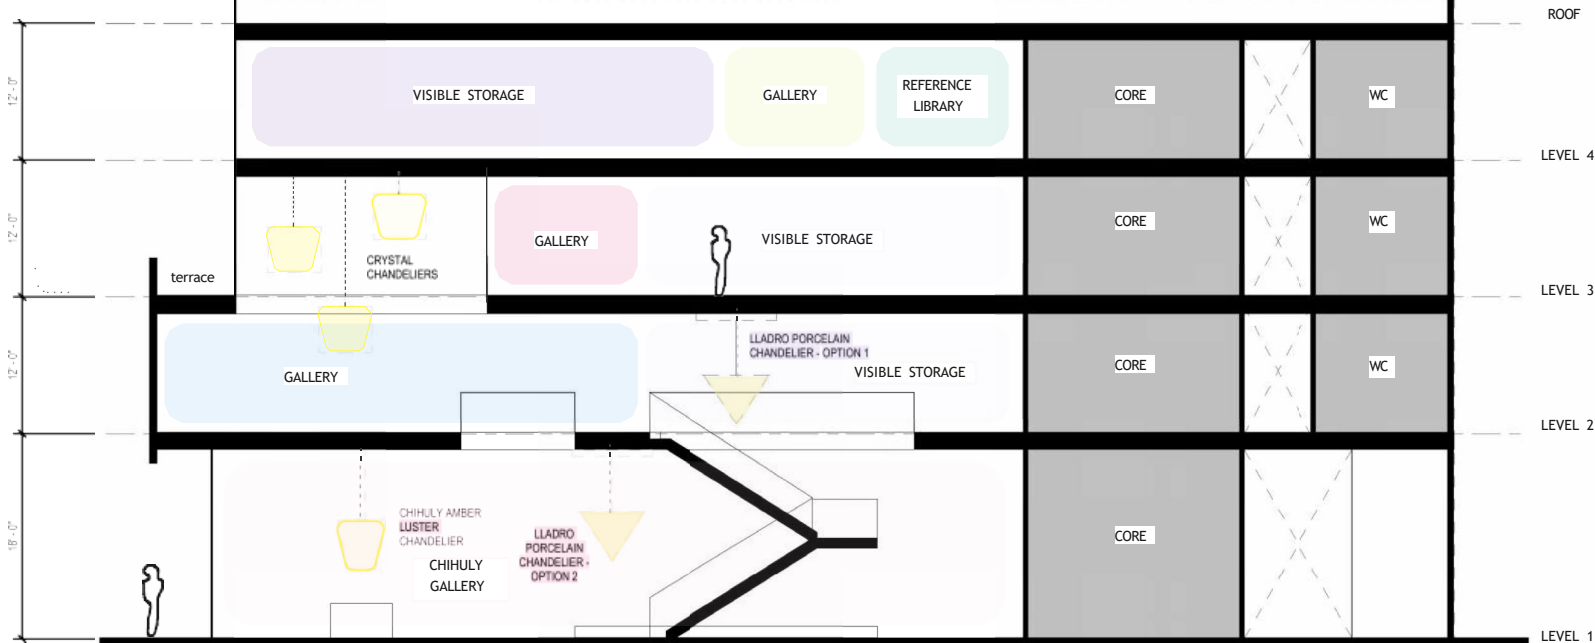 ROOF
12'-0"
VISIBLE STORAGE
GALLERY
REFERENCE
LIBRARY
CORE
WC
LEVEL 4
12'-0"
CRYSTAL
CHANDELIERS
GALLERY
VISIBLE STORAGE
CORE
WC
terrace
LEVEL 3
12'-0"
GALLERY
LLADRO PORCELAIN
CHANDELIER - OPTION 1
VISIBLE STORAGE
CORE
WC
LEVEL 2
18'-0"
CHIHULY AMBER
LUSTER
CHANDELIER
CHIHULY
GALLERY
LLADRO
PORCELAIN
CHANDELIER -
OPTION 2
CORE
LEVEL 1